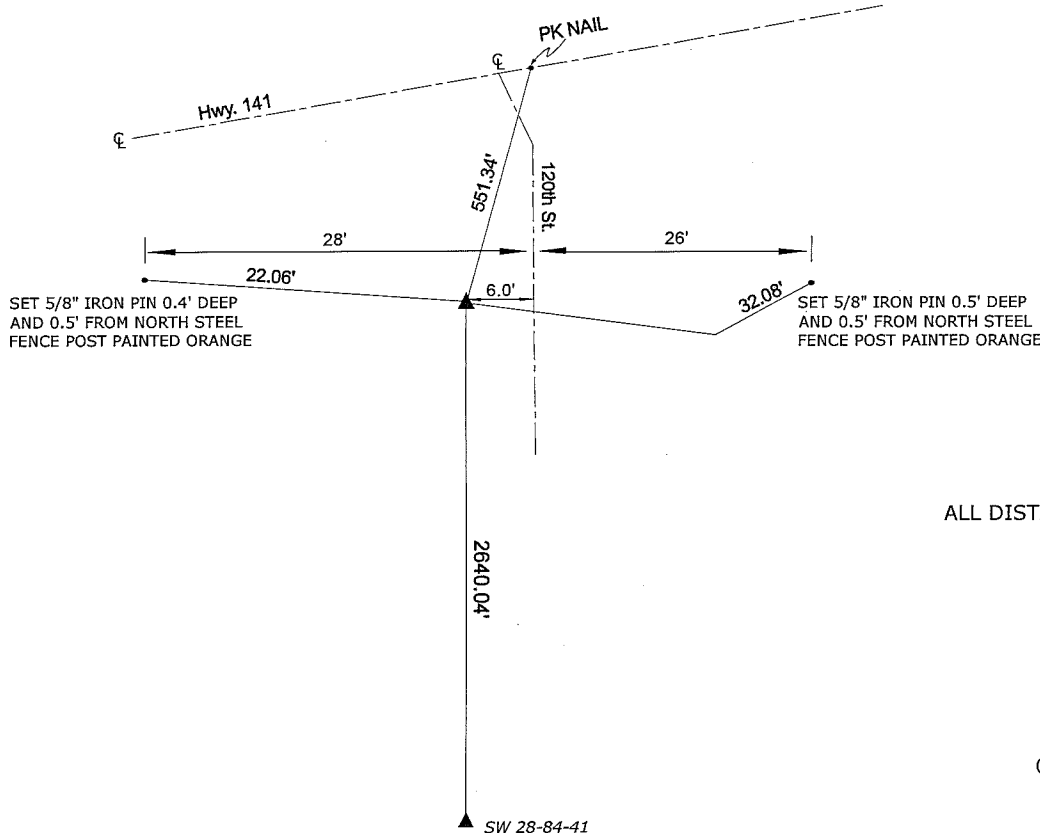 PK NAIL
℄
Hwy. 141
℄
551.34'
120th St.
28'
26'
22.06'
6.0'
32.08'
SET 5/8" IRON PIN 0.4' DEEP
AND 0.5' FROM NORTH STEEL
FENCE POST PAINTED ORANGE
SET 5/8" IRON PIN 0.5' DEEP
AND 0.5' FROM NORTH STEEL
FENCE POST PAINTED ORANGE
ALL DIST
2640.04'
SW 28-84-41